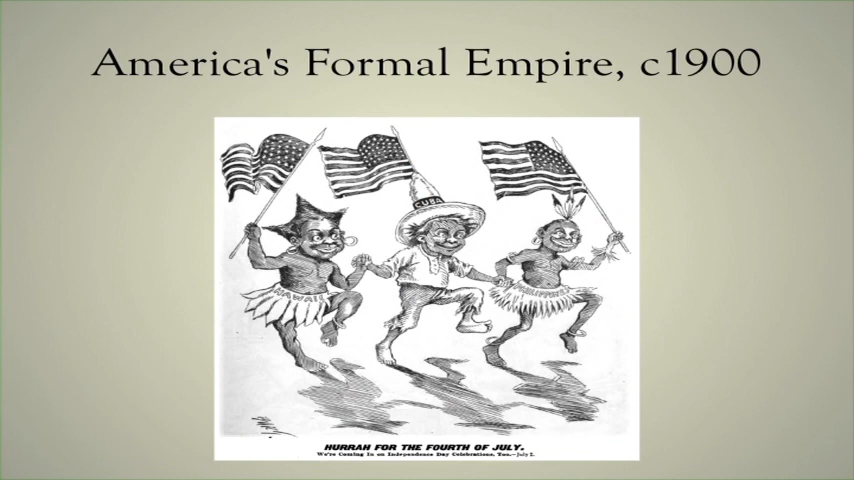 America's Formal Empire, c1900
CUBA
HAWAII
PHILIPPINES
HURRAH FOR THE FOURTH OF JULY.
We're Coming In on Independence Day Celebrations, Too.—July 2.